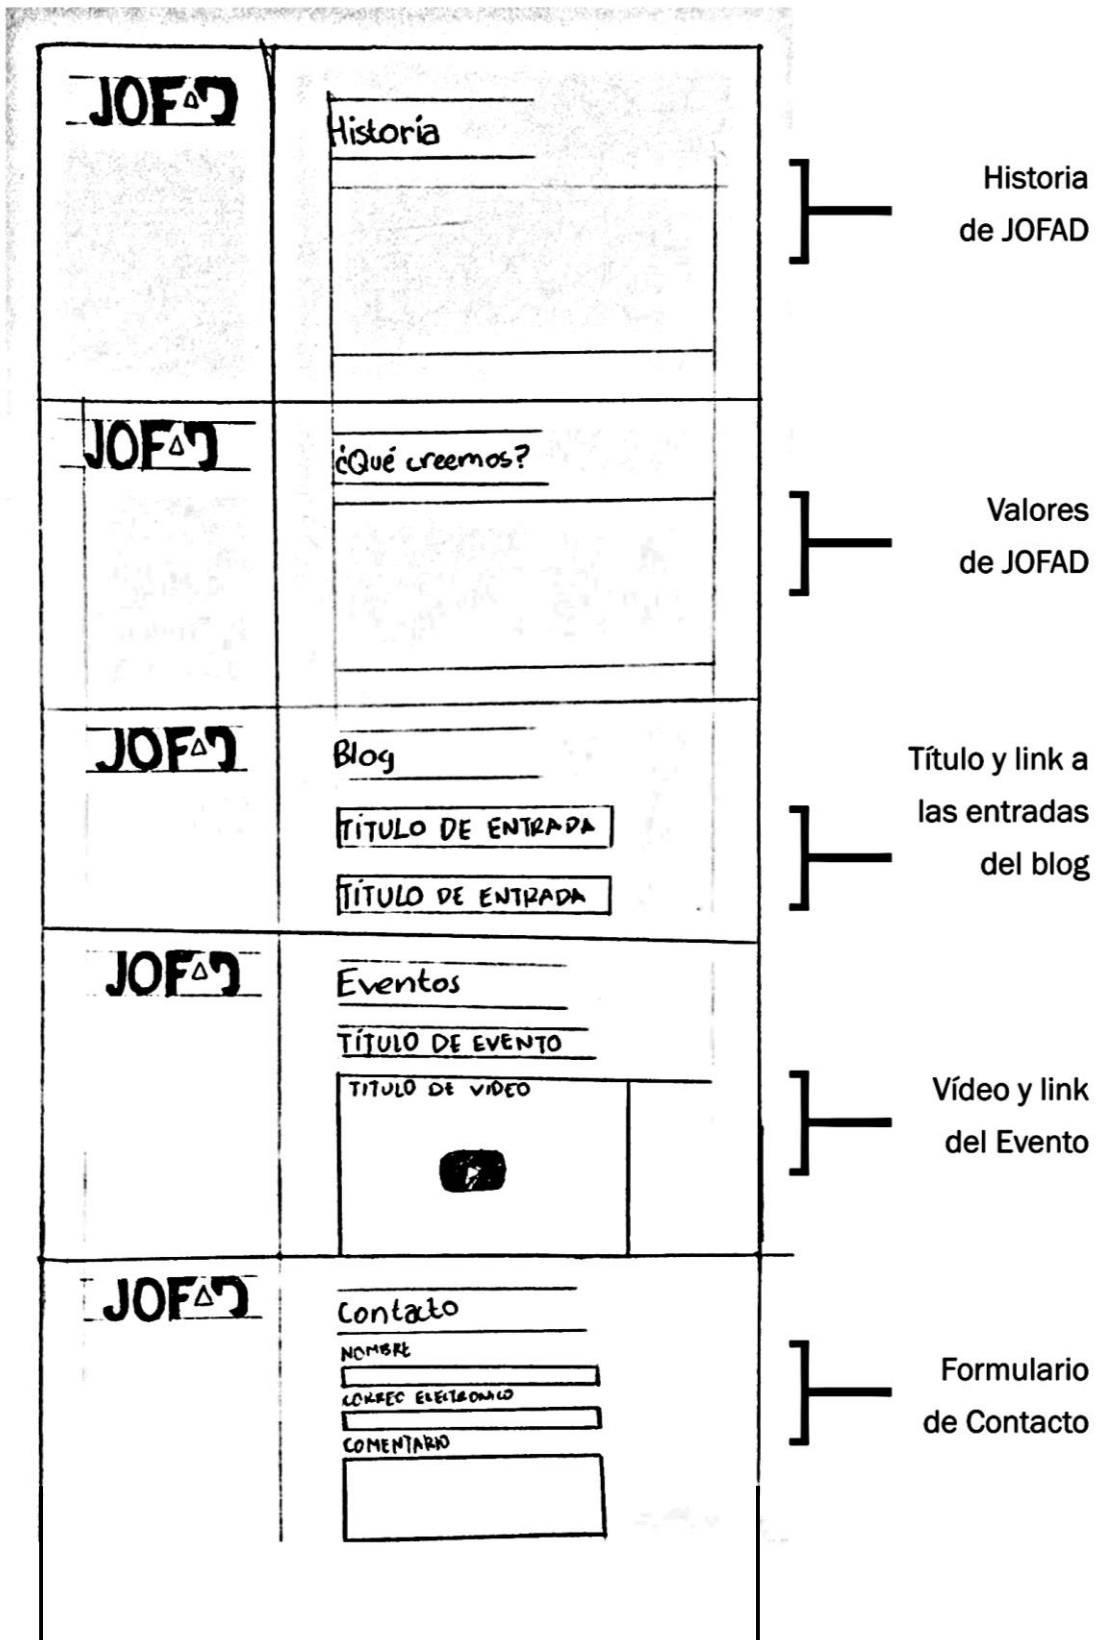 JOFAD
Historia
Historia
de JOFAD
JOFAD
¿Qué creemos?
Valores
de JOFAD
JOFAD
Blog
TÍTULO DE ENTRADA
TÍTULO DE ENTRADA
Título y link a
las entradas
del blog
JOFAD
Eventos
TÍTULO DE EVENTO
TITULO DE VIDEO
Vídeo y link
del Evento
JOFAD
Contacto
NOMBRE
CORREO ELECTRONICO
COMENTARIO
Formulario
de Contacto